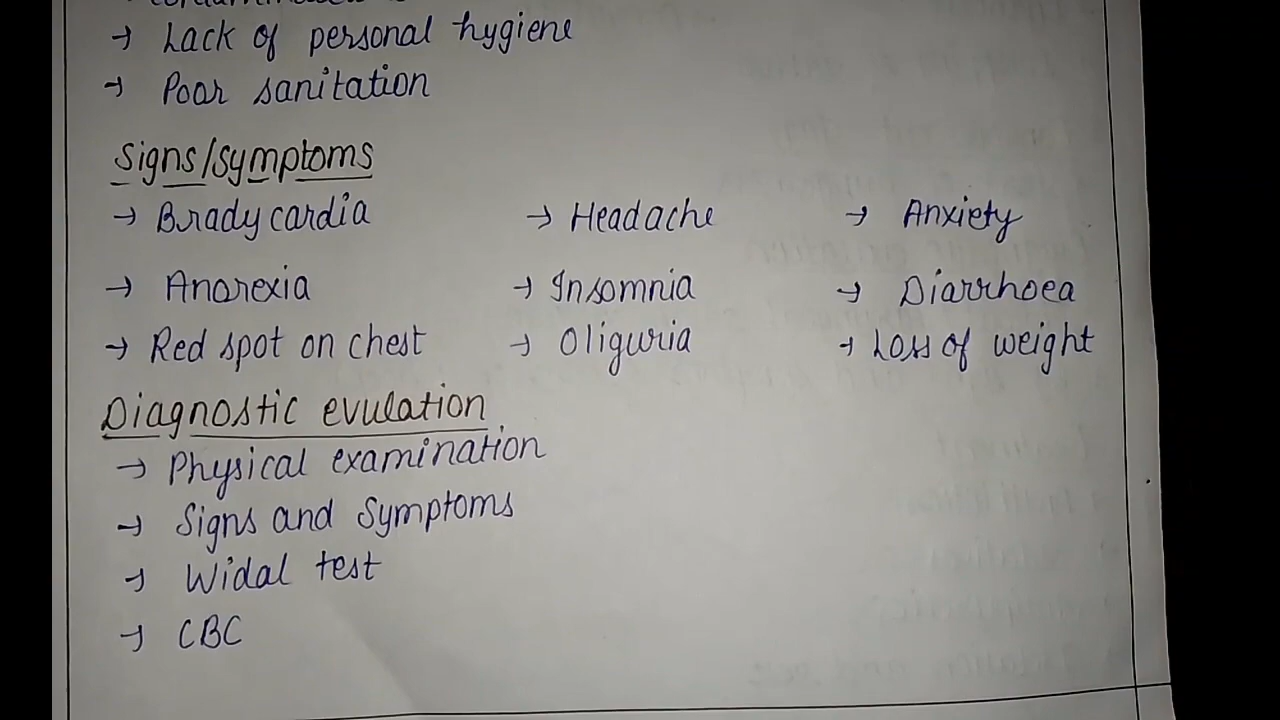 → Lack of personal hygiene
→ Poor sanitation
Signs/symptoms
→ Bradycardia → Headache → Anxiety
→ Anorexia → Insomnia → Diarrhoea
→ Red spot on chest → Oliguria → Loss of weight
Diagnostic evulation
→ Physical examination
→ Signs and Symptoms
→ Widal test
→ CBC